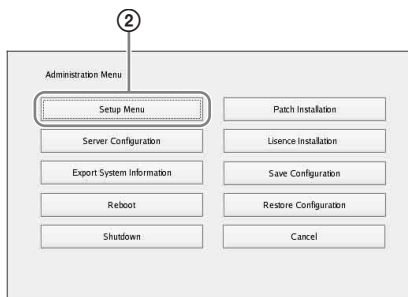 2
Administration Menu
Setup Menu
Patch Installation
Server Configuration
Lisence Installation
Export System Information
Save Configuration
Reboot
Restore Configuration
Shutdown
Cancel